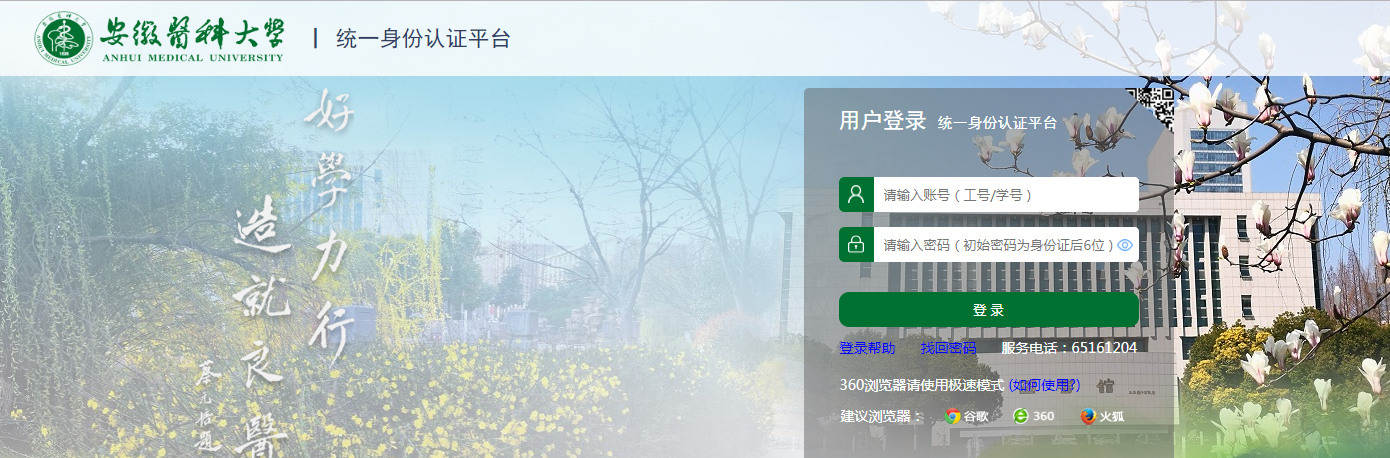 安徽醫科大学
ANHUI MEDICAL UNIVERSITY
统一身份认证平台
好學力行
造就良醫
用户登录 统一身份认证平台
请输入账号（工号/学号）
请输入密码（初始密码为身份证后6位）
登 录
登录帮助 找回密码 服务电话：65161204
360浏览器请使用极速模式 (如何使用?)
馆
建议浏览器： 谷歌 360 火狐